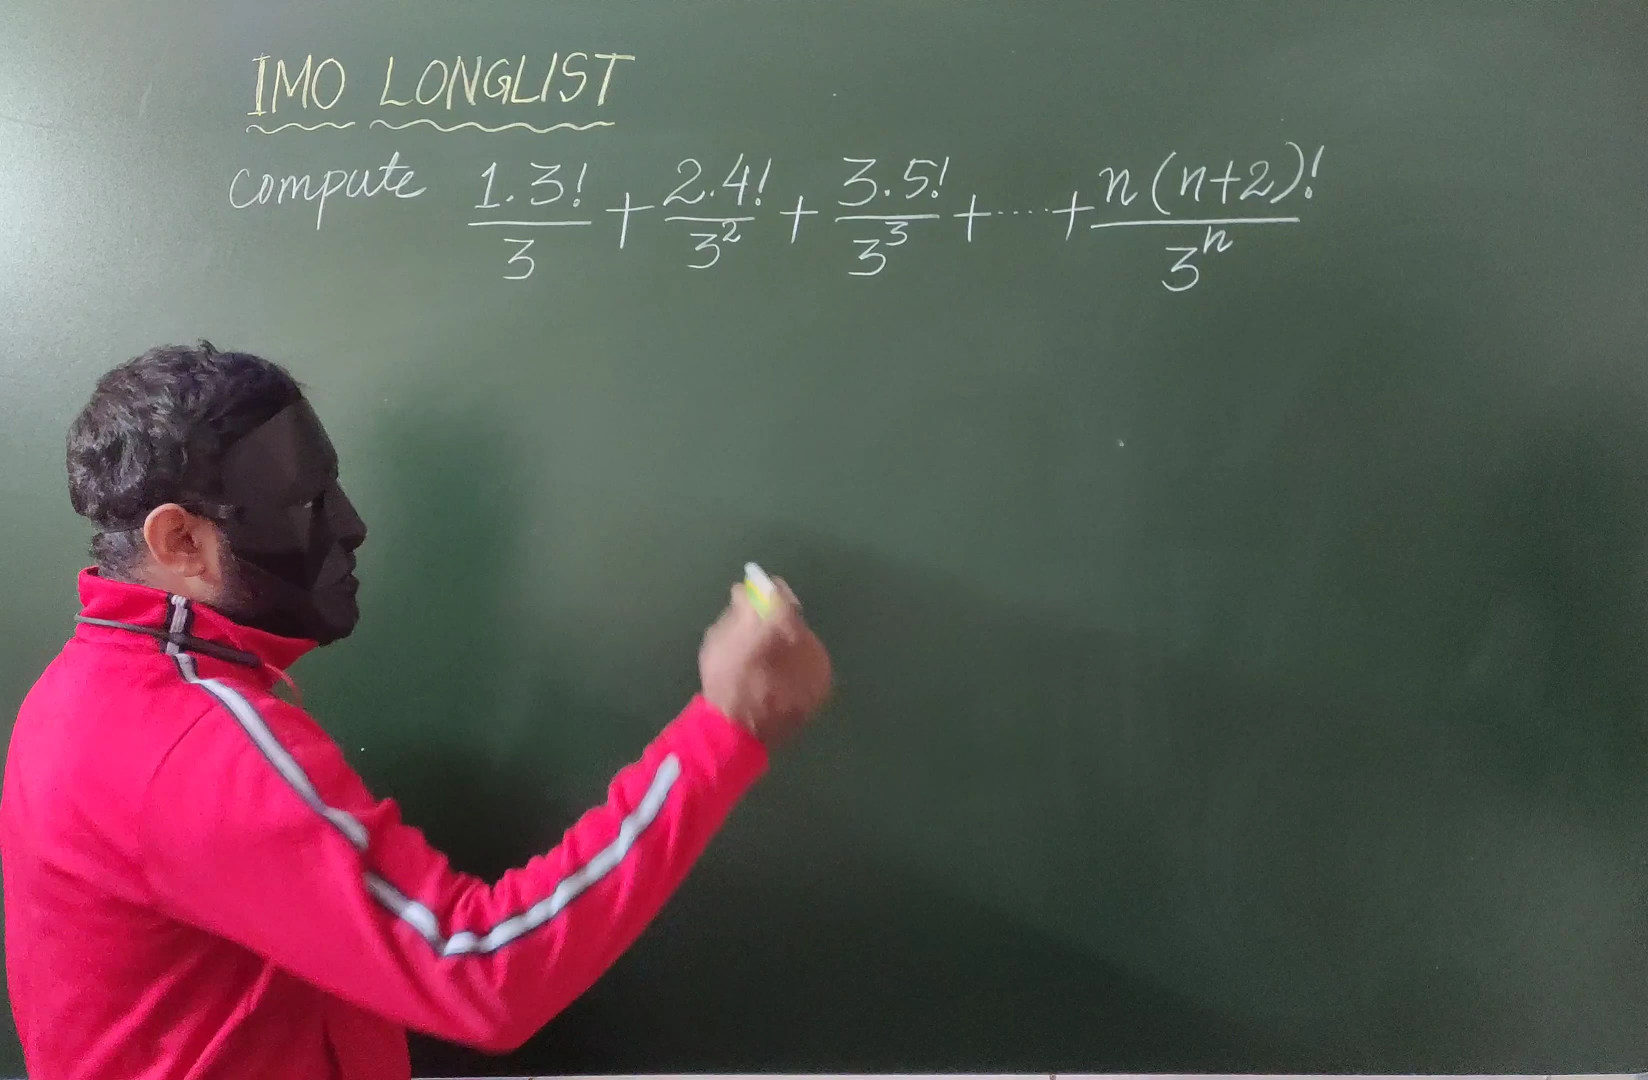 IMO LONGLIST
compute 1.3!/3 + 2.4!/3² + 3.5!/3³ + ..... + n(n+2)!/3ⁿ